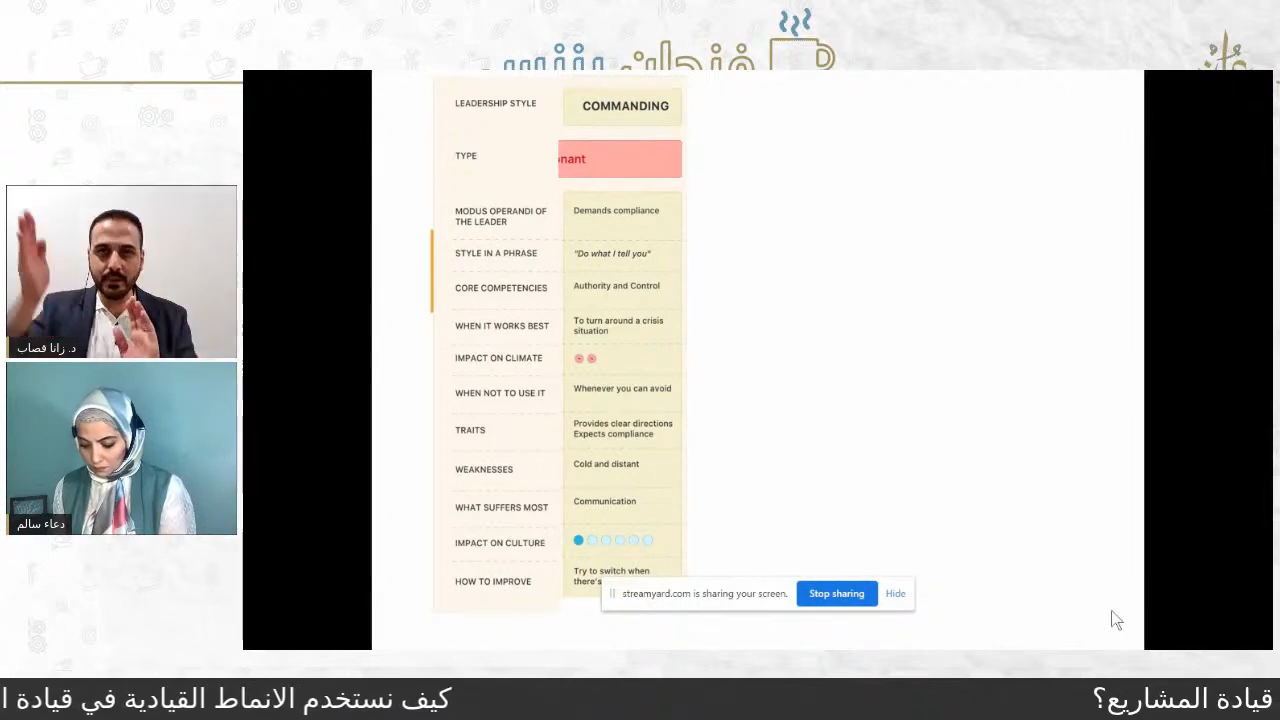 فنجان بيزنس
LEADERSHIP STYLE
COMMANDING
TYPE
nant
MODUS OPERANDI OF
THE LEADER
Demands compliance
STYLE IN A PHRASE
"Do what I tell you"
CORE COMPETENCIES
Authority and Control
WHEN IT WORKS BEST
To turn around a crisis
situation
IMPACT ON CLIMATE
WHEN NOT TO USE IT
Whenever you can avoid
TRAITS
Provides clear directions
Expects compliance
WEAKNESSES
Cold and distant
WHAT SUFFERS MOST
Communication
IMPACT ON CULTURE
HOW TO IMPROVE
Try to switch when
there's
streamyard.com is sharing your screen.
Stop sharing
Hide
د. زانا قصاب
دعاء سالم
قيادة المشاريع؟
كيف نستخدم الانماط القيادية في قيادة ا